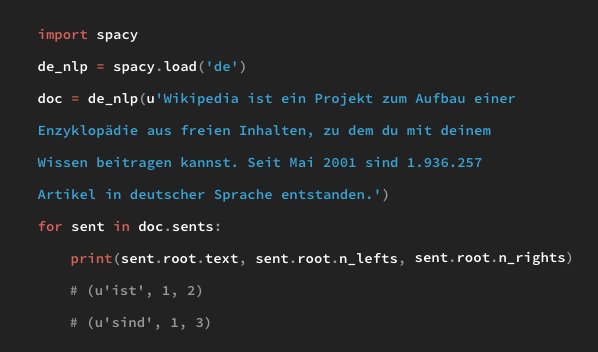 import spacy
de_nlp = spacy.load('de')
doc = de_nlp(u'Wikipedia ist ein Projekt zum Aufbau einer
Enzyklopädie aus freien Inhalten, zu dem du mit deinem
Wissen beitragen kannst. Seit Mai 2001 sind 1.936.257
Artikel in deutscher Sprache entstanden.')
for sent in doc.sents:
    print(sent.root.text, sent.root.n_lefts, sent.root.n_rights)
    # (u'ist', 1, 2)
    # (u'sind', 1, 3)